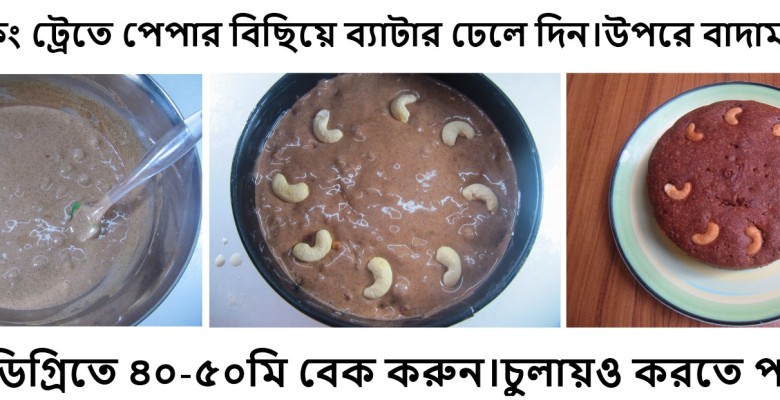 কিং ট্রেতে পেপার বিছিয়ে ব্যাটার ঢেলে দিন।উপরে বাদাম
ডিগ্রিতে ৪০-৫০মি বেক করুন।চুলায়ও করতে প